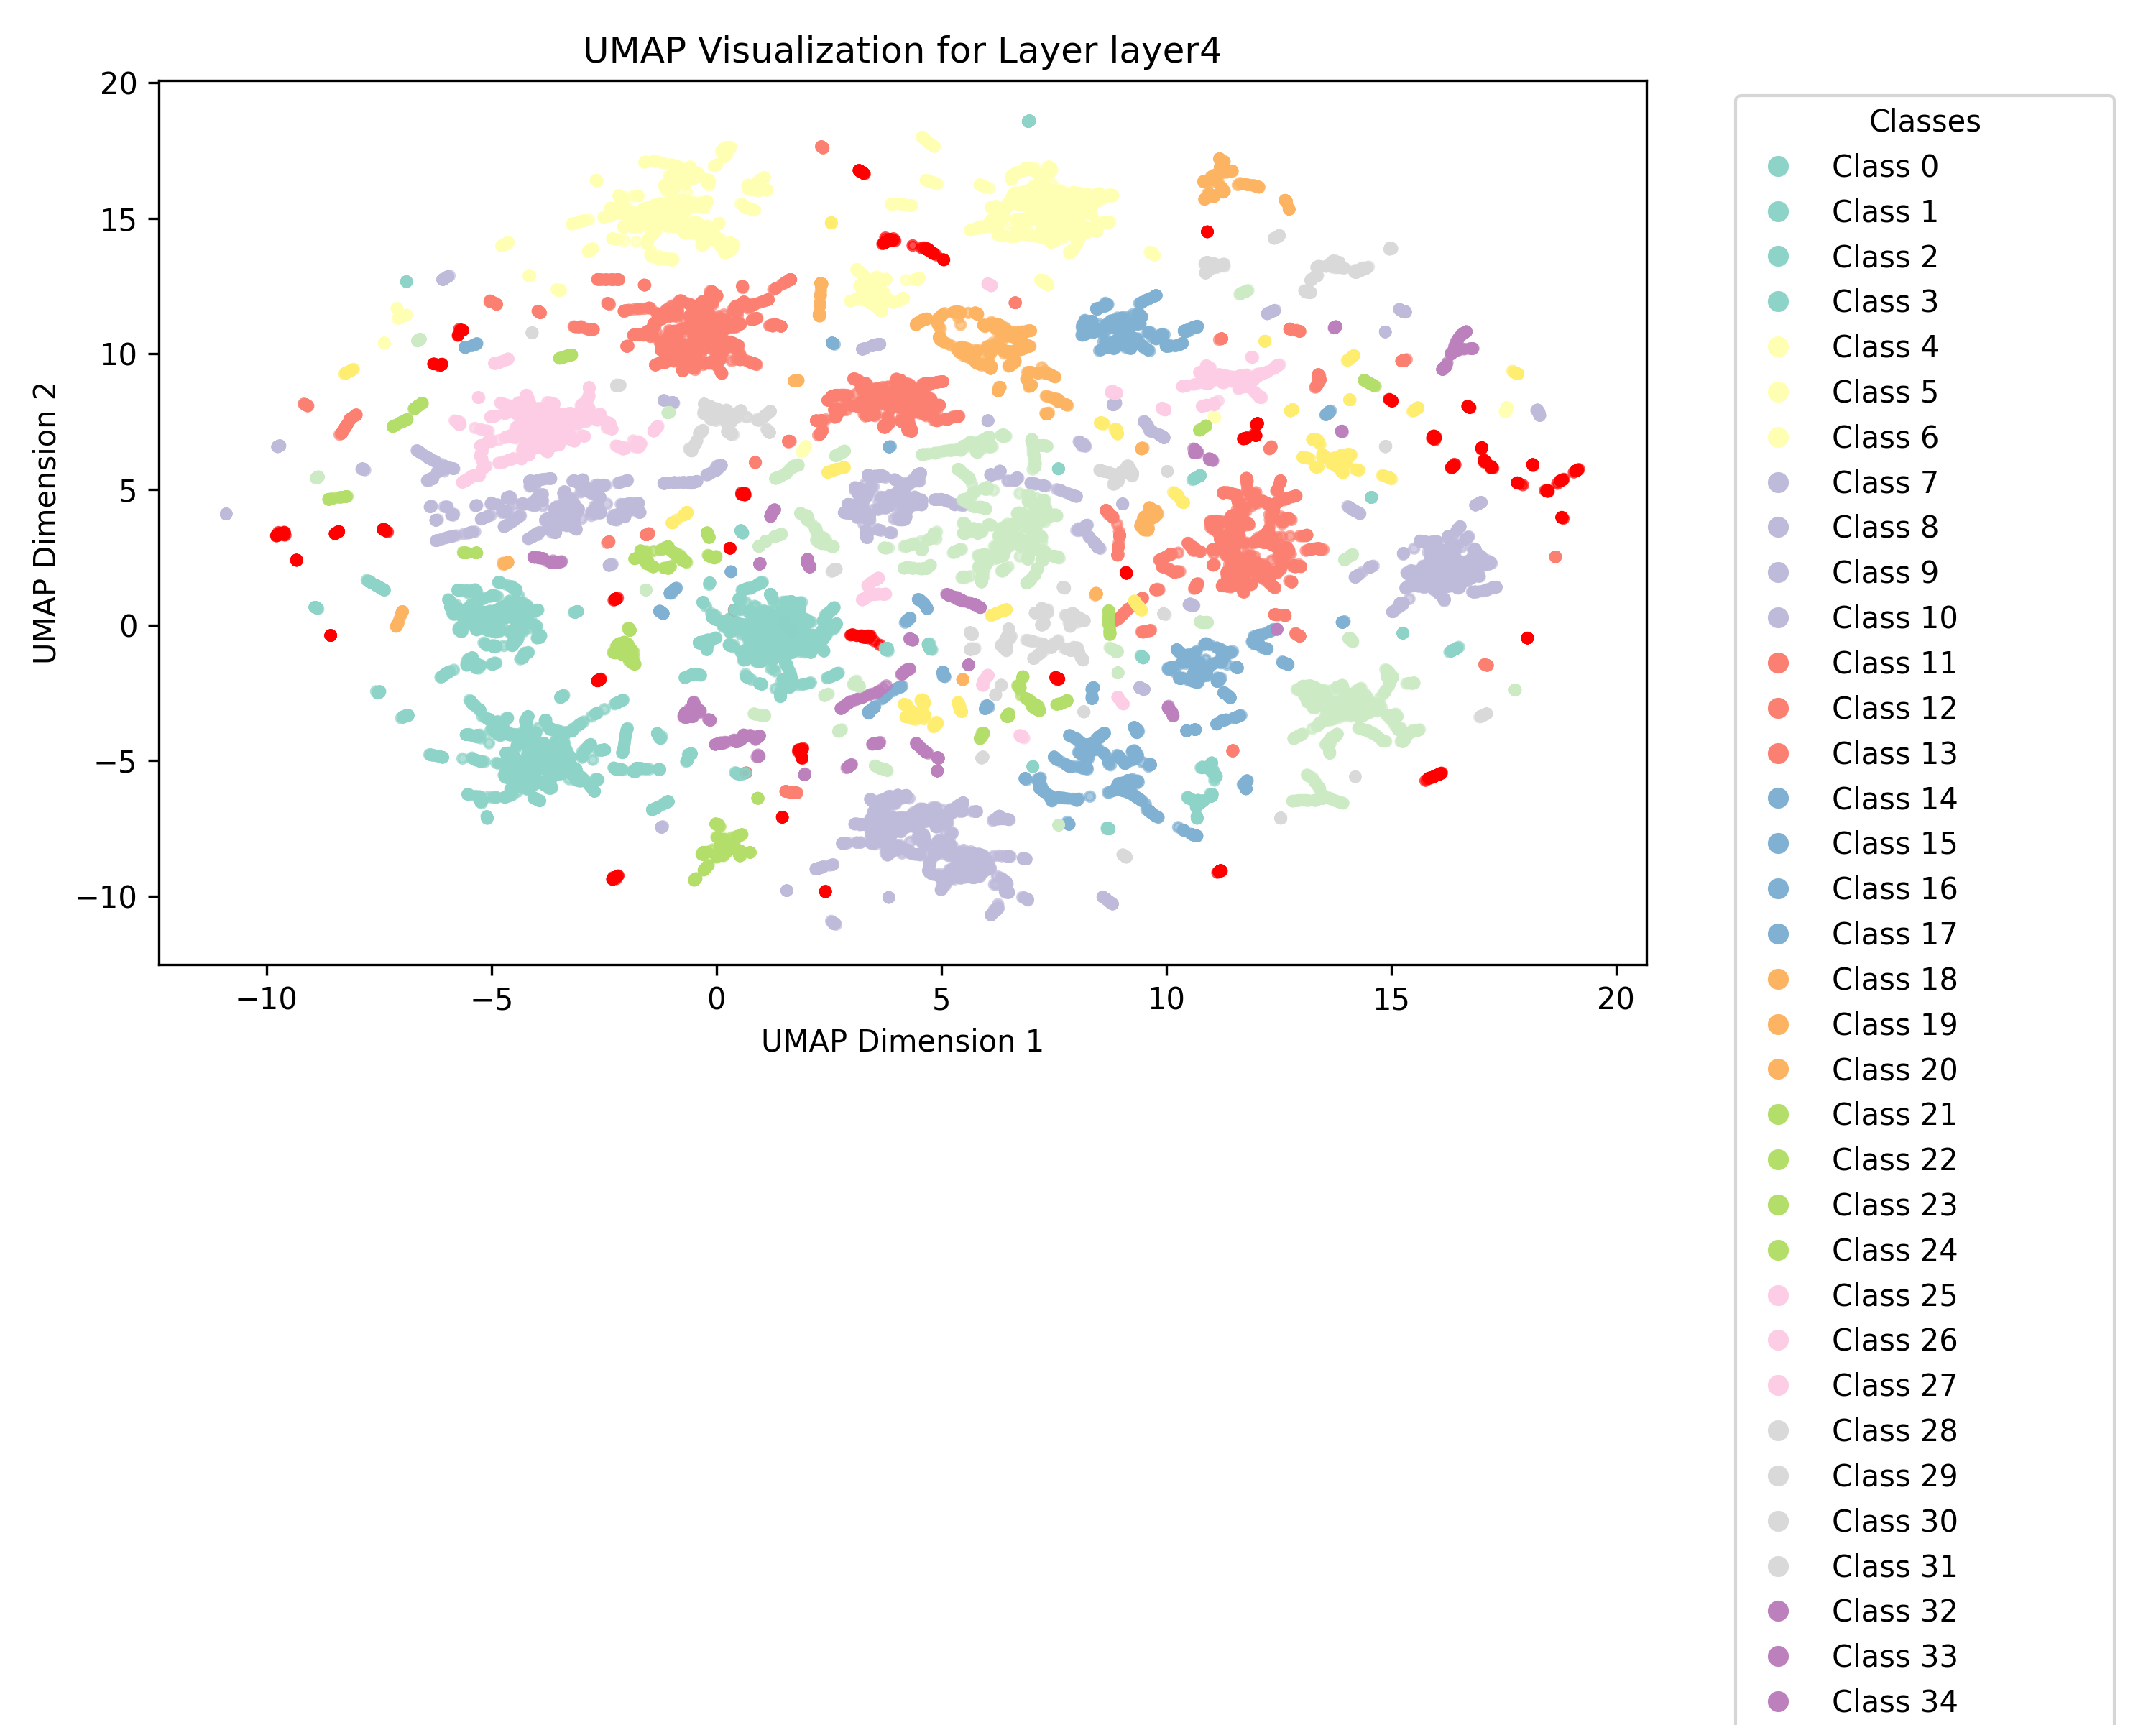 UMAP Visualization for Layer layer4
20
15
10
5
0
−5
−10
UMAP Dimension 2
−10
−5
0
5
10
15
20
UMAP Dimension 1
Classes
Class 0
Class 1
Class 2
Class 3
Class 4
Class 5
Class 6
Class 7
Class 8
Class 9
Class 10
Class 11
Class 12
Class 13
Class 14
Class 15
Class 16
Class 17
Class 18
Class 19
Class 20
Class 21
Class 22
Class 23
Class 24
Class 25
Class 26
Class 27
Class 28
Class 29
Class 30
Class 31
Class 32
Class 33
Class 34